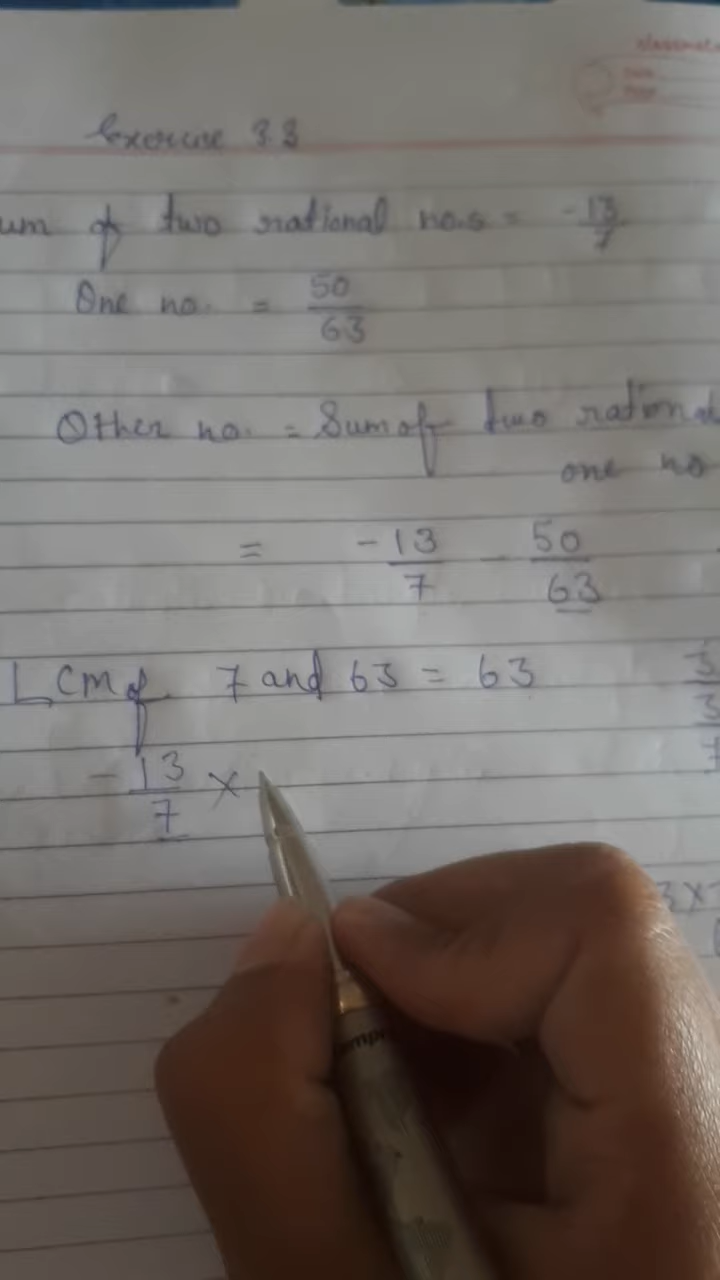 classmate
Exercise 3.3
um of two rational no.s = -13/7
One no. = 50/63
Other no. = Sum of two rational
one no
= -13/7 - 50/63
LCM of 7 and 63 = 63
-13/7 ×